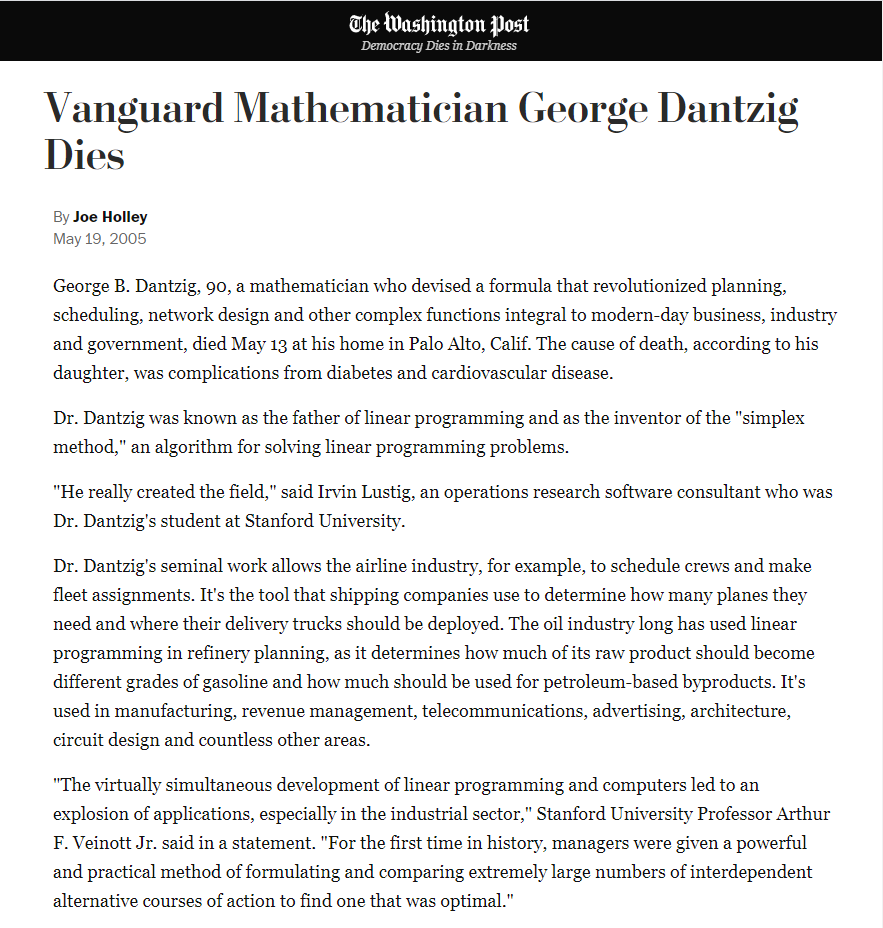 The Washington Post
Democracy Dies in Darkness
Vanguard Mathematician George Dantzig
Dies
By Joe Holley
May 19, 2005
George B. Dantzig, 90, a mathematician who devised a formula that revolutionized planning,
scheduling, network design and other complex functions integral to modern-day business, industry
and government, died May 13 at his home in Palo Alto, Calif. The cause of death, according to his
daughter, was complications from diabetes and cardiovascular disease.
Dr. Dantzig was known as the father of linear programming and as the inventor of the "simplex
method," an algorithm for solving linear programming problems.
"He really created the field," said Irvin Lustig, an operations research software consultant who was
Dr. Dantzig's student at Stanford University.
Dr. Dantzig's seminal work allows the airline industry, for example, to schedule crews and make
fleet assignments. It's the tool that shipping companies use to determine how many planes they
need and where their delivery trucks should be deployed. The oil industry long has used linear
programming in refinery planning, as it determines how much of its raw product should become
different grades of gasoline and how much should be used for petroleum-based byproducts. It's
used in manufacturing, revenue management, telecommunications, advertising, architecture,
circuit design and countless other areas.
"The virtually simultaneous development of linear programming and computers led to an
explosion of applications, especially in the industrial sector," Stanford University Professor Arthur
F. Veinott Jr. said in a statement. "For the first time in history, managers were given a powerful
and practical method of formulating and comparing extremely large numbers of interdependent
alternative courses of action to find one that was optimal."